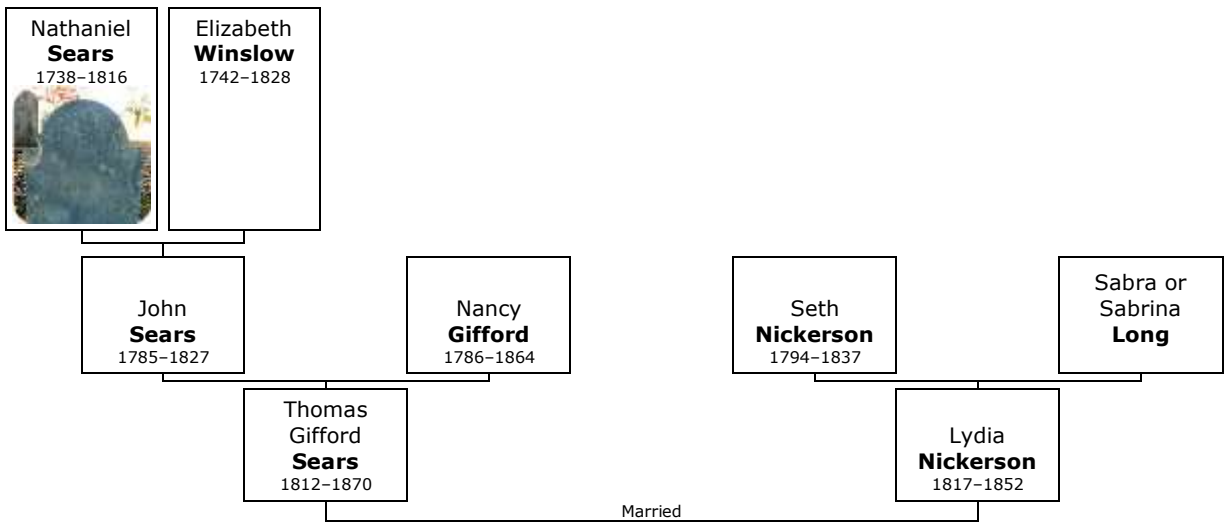 Nathaniel
Sears
1738–1816
Elizabeth
Winslow
1742–1828
John
Sears
1785–1827
Nancy
Gifford
1786–1864
Seth
Nickerson
1794–1837
Sabra or
Sabrina
Long
Thomas
Gifford
Sears
1812–1870
Lydia
Nickerson
1817–1852
Married